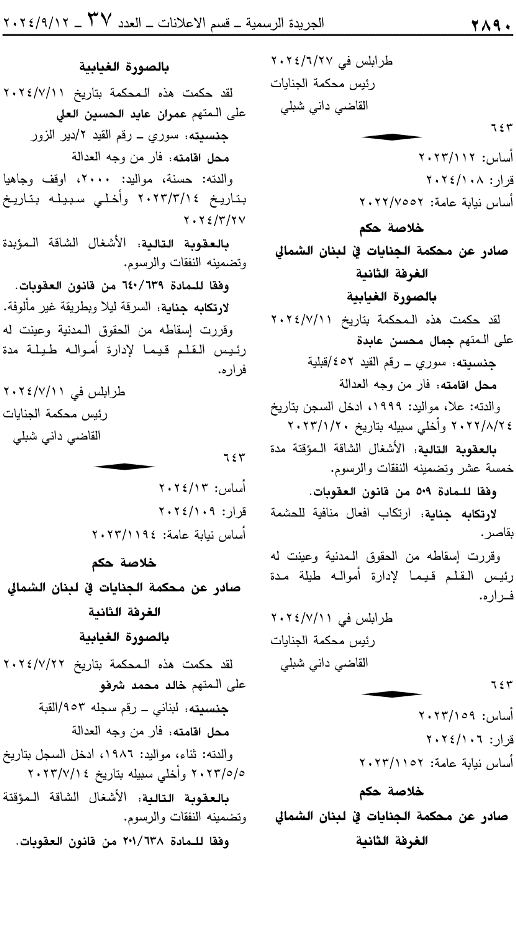 ٢٨٩٠
الجريدة الرسمية ـ قسم الاعلانات ـ العدد ٣٧ ـ ٢٠٢٤/٩/١٢
طرابلس في ٢٠٢٤/٦/٢٧
رئيس محكمة الجنايات
القاضي داني شبلي
٦٤٣
أساس: ٢٠٢٣/١١٢
قرار: ٢٠٢٤/١٠٨
أساس نيابة عامة: ٢٠٢٢/٧٥٥٢
خلاصة حكم
صادر عن محكمة الجنايات في لبنان الشمالي
الغرفة الثانية
بالصورة الغيابية
لقد حكمت هذه المحكمة بتاريخ ٢٠٢٤/٧/١١
على المتهم جمال محسن عابدة
جنسيته: سوري ـ رقم القيد ٤٥٢/قبلية
محل اقامته: فار من وجه العدالة
والدته: علا، مواليد: ١٩٩٩، ادخل السجن بتاريخ
٢٠٢٢/٨/٢٤ وأخلي سبيله بتاريخ ٢٠٢٣/١/٢٠
بالعقوبة التالية: الأشغال الشاقة المؤقتة مدة
خمسة عشر وتضمينه النفقات والرسوم.
وفقا للمادة ٥٠٩ من قانون العقوبات.
لارتكابه جناية: ارتكاب افعال منافية للحشمة
بقاصر.
وقررت إسقاطه من الحقوق المدنية وعينت له
رئيس القلم قيما لإدارة أمواله طيلة مدة
فراره.
طرابلس في ٢٠٢٤/٧/١١
رئيس محكمة الجنايات
القاضي داني شبلي
٦٤٣
أساس: ٢٠٢٣/١٥٩
قرار: ٢٠٢٤/١٠٦
أساس نيابة عامة: ٢٠٢٣/١١٥٢
خلاصة حكم
صادر عن محكمة الجنايات في لبنان الشمالي
الغرفة الثانية
بالصورة الغيابية
لقد حكمت هذه المحكمة بتاريخ ٢٠٢٤/٧/١١
على المتهم عمران عابد الحسين العلي
جنسيته: سوري ـ رقم القيد ٢/دير الزور
محل اقامته: فار من وجه العدالة
والدته: حسنة، مواليد: ٢٠٠٠، اوقف وجاهيا
بتاريخ ٢٠٢٣/٣/١٤ وأخلي سبيله بتاريخ
٢٠٢٤/٣/٢٧
بالعقوبة التالية: الأشغال الشاقة المؤبدة
وتضمينه النفقات والرسوم.
وفقا للمادة ٦٤٠/٦٣٩ من قانون العقوبات.
لارتكابه جناية: السرقة ليلا وبطريقة غير مألوفة.
وقررت إسقاطه من الحقوق المدنية وعينت له
رئيس القلم قيما لإدارة أمواله طيلة مدة
فراره.
طرابلس في ٢٠٢٤/٧/١١
رئيس محكمة الجنايات
القاضي داني شبلي
٦٤٣
أساس: ٢٠٢٤/١٣
قرار: ٢٠٢٤/١٠٩
أساس نيابة عامة: ٢٠٢٣/١١٩٤
خلاصة حكم
صادر عن محكمة الجنايات في لبنان الشمالي
الغرفة الثانية
بالصورة الغيابية
لقد حكمت هذه المحكمة بتاريخ ٢٠٢٤/٧/٢٢
على المتهم خالد محمد شرفو
جنسيته: لبناني ـ رقم سجله ٩٥٣/القبة
محل اقامته: فار من وجه العدالة
والدته: ثناء، مواليد: ١٩٨٦، ادخل السجل بتاريخ
٢٠٢٣/٥/٥ وأخلي سبيله بتاريخ ٢٠٢٣/٧/١٤
بالعقوبة التالية: الأشغال الشاقة المؤقتة
وتضمينه النفقات والرسوم.
وفقا للمادة ٢٠١/٦٣٨ من قانون العقوبات.